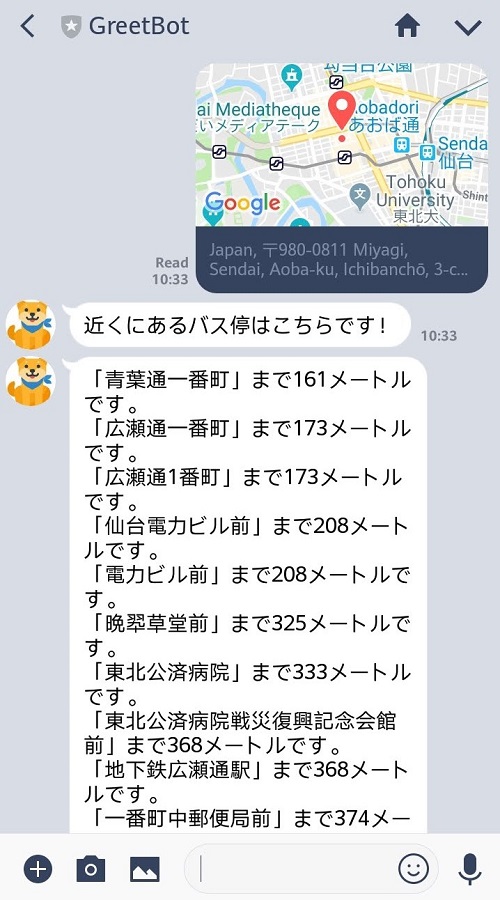 GreetBot
勾当台公園
ai Mediatheque
いメディアテーク
obadori
あおば通
Senda
仙台
Tohoku
University
東北大
Shint
Google
Japan, 〒980-0811 Miyagi,
Sendai, Aoba-ku, Ichibanchō, 3-c...
Read
10:33
近くにあるバス停はこちらです!
10:33
「青葉通一番町」まで161メートル
です。
「広瀬通一番町」まで173メートル
です。
「広瀬通1番町」まで173メートル
です。
「仙台電力ビル前」まで208メート
ルです。
「電力ビル前」まで208メートルで
す。
「晩翠草堂前」まで325メートルで
す。
「東北公済病院」まで333メートル
です。
「東北公済病院戦災復興記念会館
前」まで368メートルです。
「地下鉄広瀬通駅」まで368メート
ルです。
「一番町中郵便局前」まで374メー